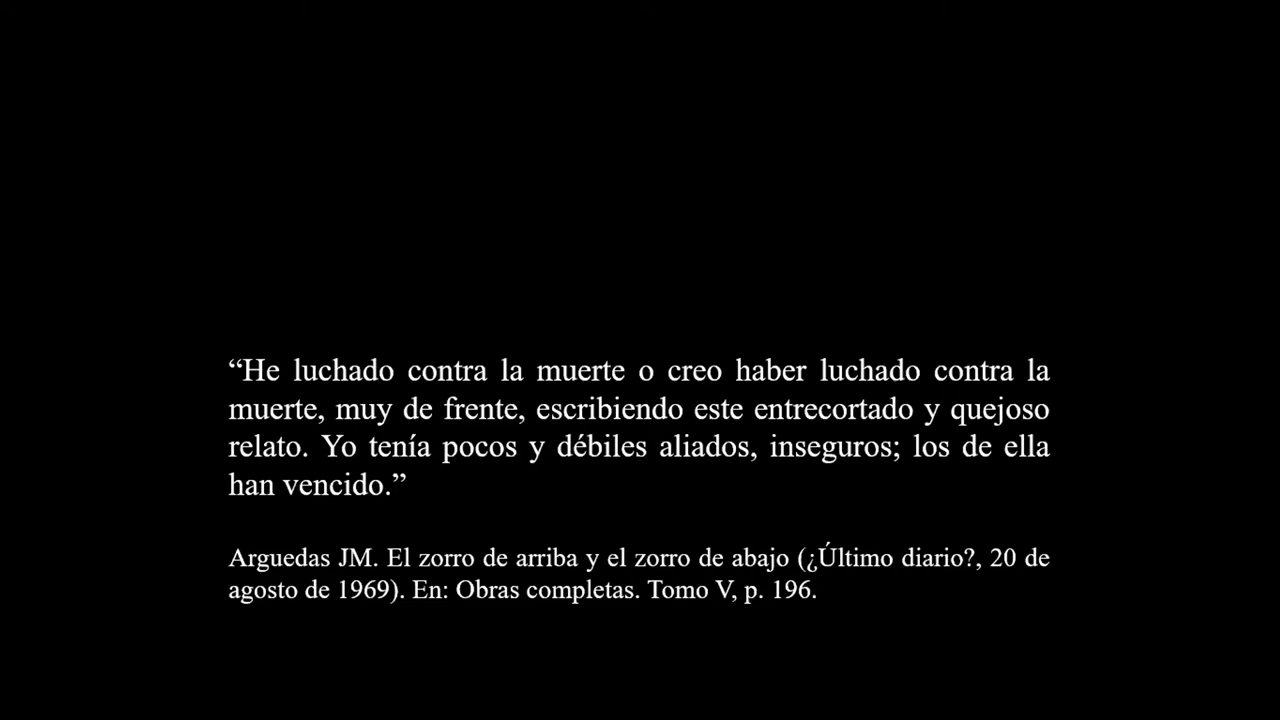 “He luchado contra la muerte o creo haber luchado contra la
muerte, muy de frente, escribiendo este entrecortado y quejoso
relato. Yo tenía pocos y débiles aliados, inseguros; los de ella
han vencido.”
Arguedas JM. El zorro de arriba y el zorro de abajo (¿Último diario?, 20 de
agosto de 1969). En: Obras completas. Tomo V, p. 196.